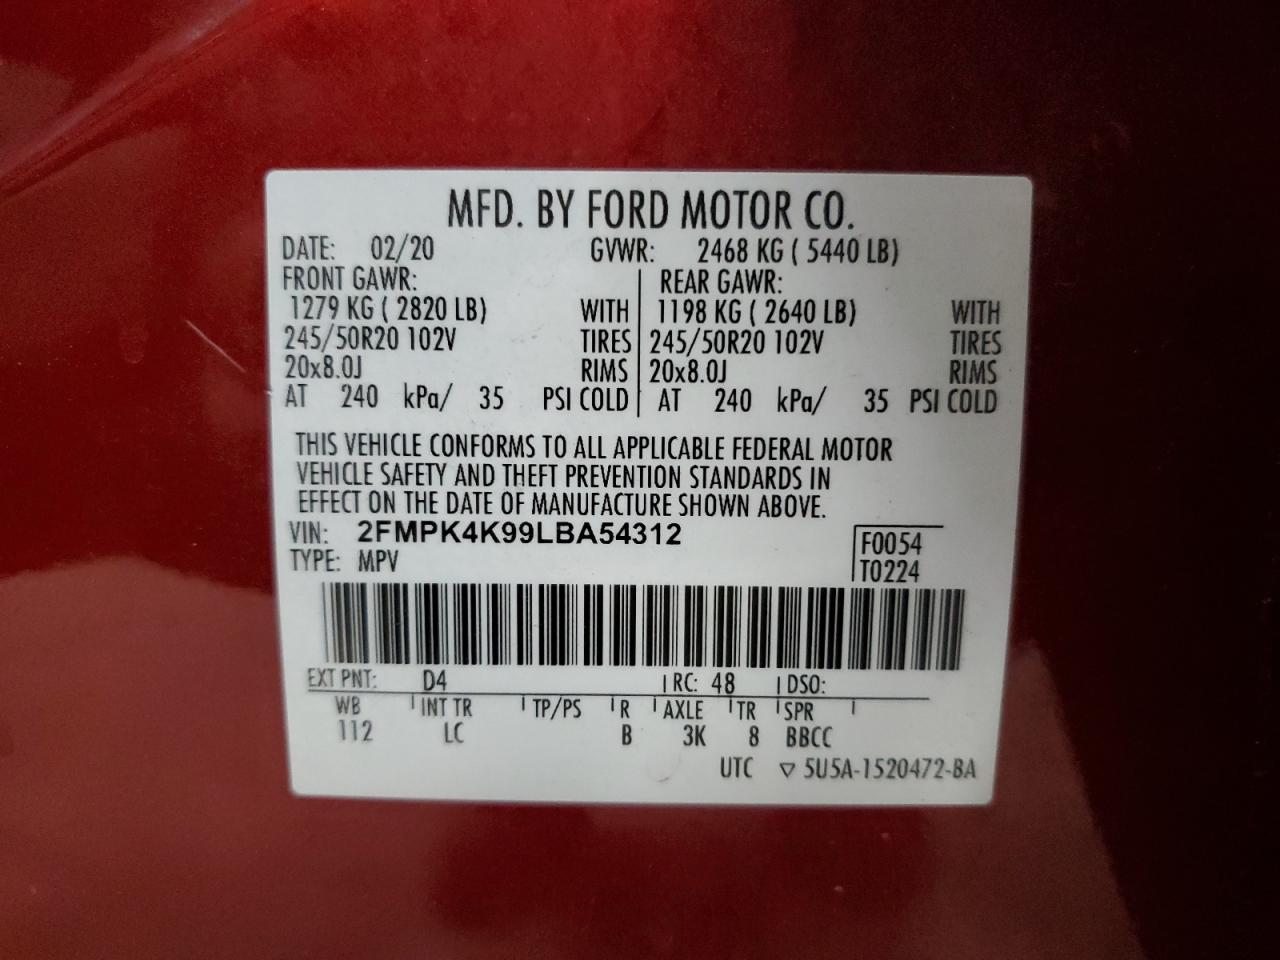 MFD. BY FORD MOTOR CO.
DATE: 02/20 GVWR: 2468 KG ( 5440 LB)
FRONT GAWR: REAR GAWR:
1279 KG ( 2820 LB) WITH 1198 KG ( 2640 LB) WITH
245/50R20 102V TIRES 245/50R20 102V TIRES
20x8.0J RIMS 20x8.0J RIMS
AT 240 kPa/ 35 PSI COLD AT 240 kPa/ 35 PSI COLD
THIS VEHICLE CONFORMS TO ALL APPLICABLE FEDERAL MOTOR
VEHICLE SAFETY AND THEFT PREVENTION STANDARDS IN
EFFECT ON THE DATE OF MANUFACTURE SHOWN ABOVE.
VIN: 2FMPK4K99LBA54312 F0054
TYPE: MPV T0224
EXT PNT: D4 RC: 48 DSO:
WB INT TR TP/PS R AXLE TR SPR
112 LC B 3K 8 BBCC
UTC ▽ 5U5A-1520472-BA